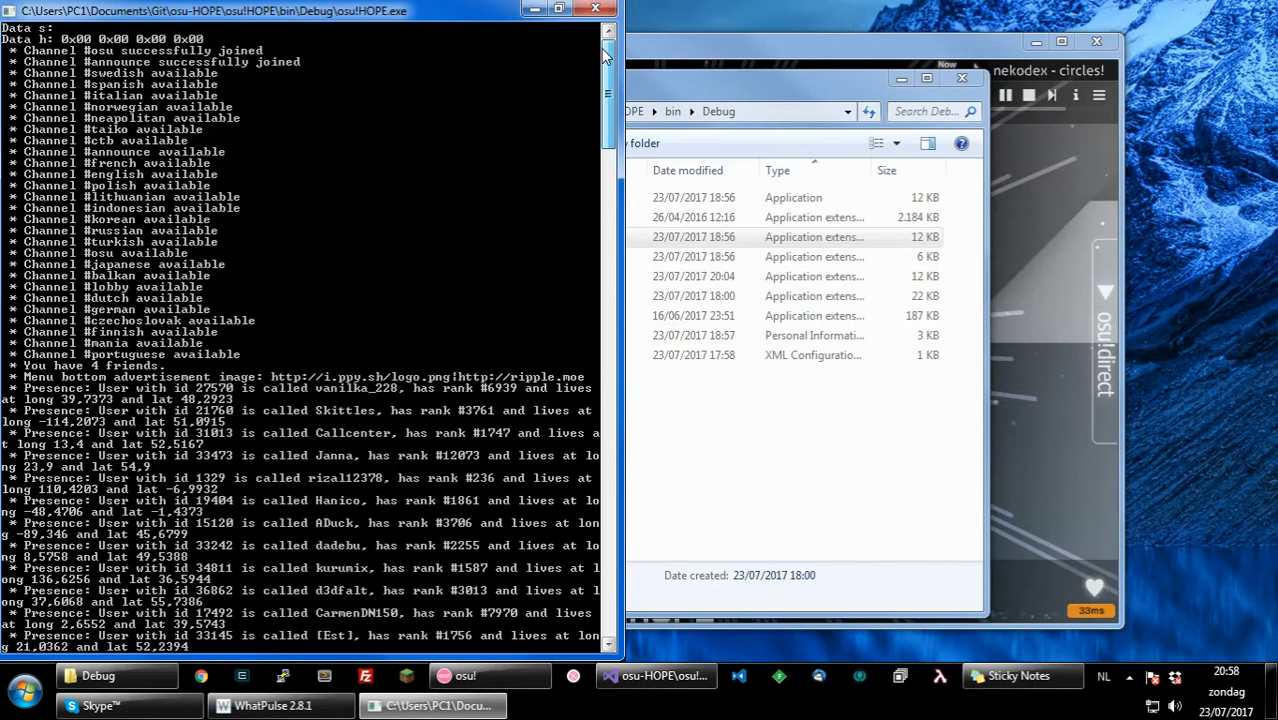 C:\Users\PC1\Documents\Git\osu-HOPE\osu!HOPE\bin\Debug\osu!HOPE.exe
Data s:
Data h: 0x00 0x00 0x00 0x00
* Channel #osu successfully joined
* Channel #announce successfully joined
* Channel #swedish available
* Channel #spanish available
* Channel #italian available
* Channel #norwegian available
* Channel #neapolitan available
* Channel #taiko available
* Channel #ctb available
* Channel #announce available
* Channel #french available
* Channel #english available
* Channel #polish available
* Channel #lithuanian available
* Channel #indonesian available
* Channel #korean available
* Channel #russian available
* Channel #turkish available
* Channel #osu available
* Channel #japanese available
* Channel #balkan available
* Channel #lobby available
* Channel #dutch available
* Channel #german available
* Channel #czechoslovak available
* Channel #finnish available
* Channel #mania available
* Channel #portuguese available
* You have 4 friends.
* Menu bottom advertisement image: http://i.ppy.sh/logo.png|http://ripple.moe
* Presence: User with id 27570 is called vanilka_228, has rank #6939 and lives
at long 39,7373 and lat 48,2923
* Presence: User with id 21760 is called Skittles, has rank #3761 and lives at
long -114,2073 and lat 51,0915
* Presence: User with id 31013 is called Callcenter, has rank #1747 and lives a
t long 13,4 and lat 52,5167
* Presence: User with id 33473 is called Janna, has rank #12073 and lives at lo
ng 23,9 and lat 54,9
* Presence: User with id 1329 is called rizal12378, has rank #236 and lives at
long 110,4203 and lat -6,9932
* Presence: User with id 19404 is called Hanico, has rank #1861 and lives at lo
ng -48,4706 and lat -1,4373
* Presence: User with id 15120 is called ADuck, has rank #3706 and lives at lon
g -89,346 and lat 45,6799
* Presence: User with id 33242 is called dadebu, has rank #2255 and lives at lo
ng 8,5758 and lat 49,5388
* Presence: User with id 34811 is called kurumix, has rank #1587 and lives at l
ong 136,6256 and lat 36,5944
* Presence: User with id 36862 is called d3dfalt, has rank #3013 and lives at l
ong 37,6068 and lat 55,7386
* Presence: User with id 17492 is called CarmenDN150, has rank #7970 and lives
at long 2,6552 and lat 39,5743
* Presence: User with id 33145 is called [Est], has rank #1756 and lives at lon
g 21,0362 and lat 52,2394
Now
nekodex - circles!
HOPE bin Debug
Search Deb...
folder
Date modified Type Size
23/07/2017 18:56 Application 12 KB
26/04/2016 12:16 Application extens... 2.184 KB
23/07/2017 18:56 Application extens... 12 KB
23/07/2017 18:56 Application extens... 6 KB
23/07/2017 20:04 Application extens... 12 KB
23/07/2017 18:00 Application extens... 22 KB
16/06/2017 23:51 Application extens... 187 KB
23/07/2017 18:57 Personal Informati... 3 KB
23/07/2017 17:58 XML Configuratio... 1 KB
Date created: 23/07/2017 18:00
osu!direct
33ms
Debug
osu!
osu-HOPE\osu!...
Sticky Notes
NL
20:58
zondag
23/07/2017
Skype™
WhatPulse 2.8.1
C:\Users\PC1\Docu...